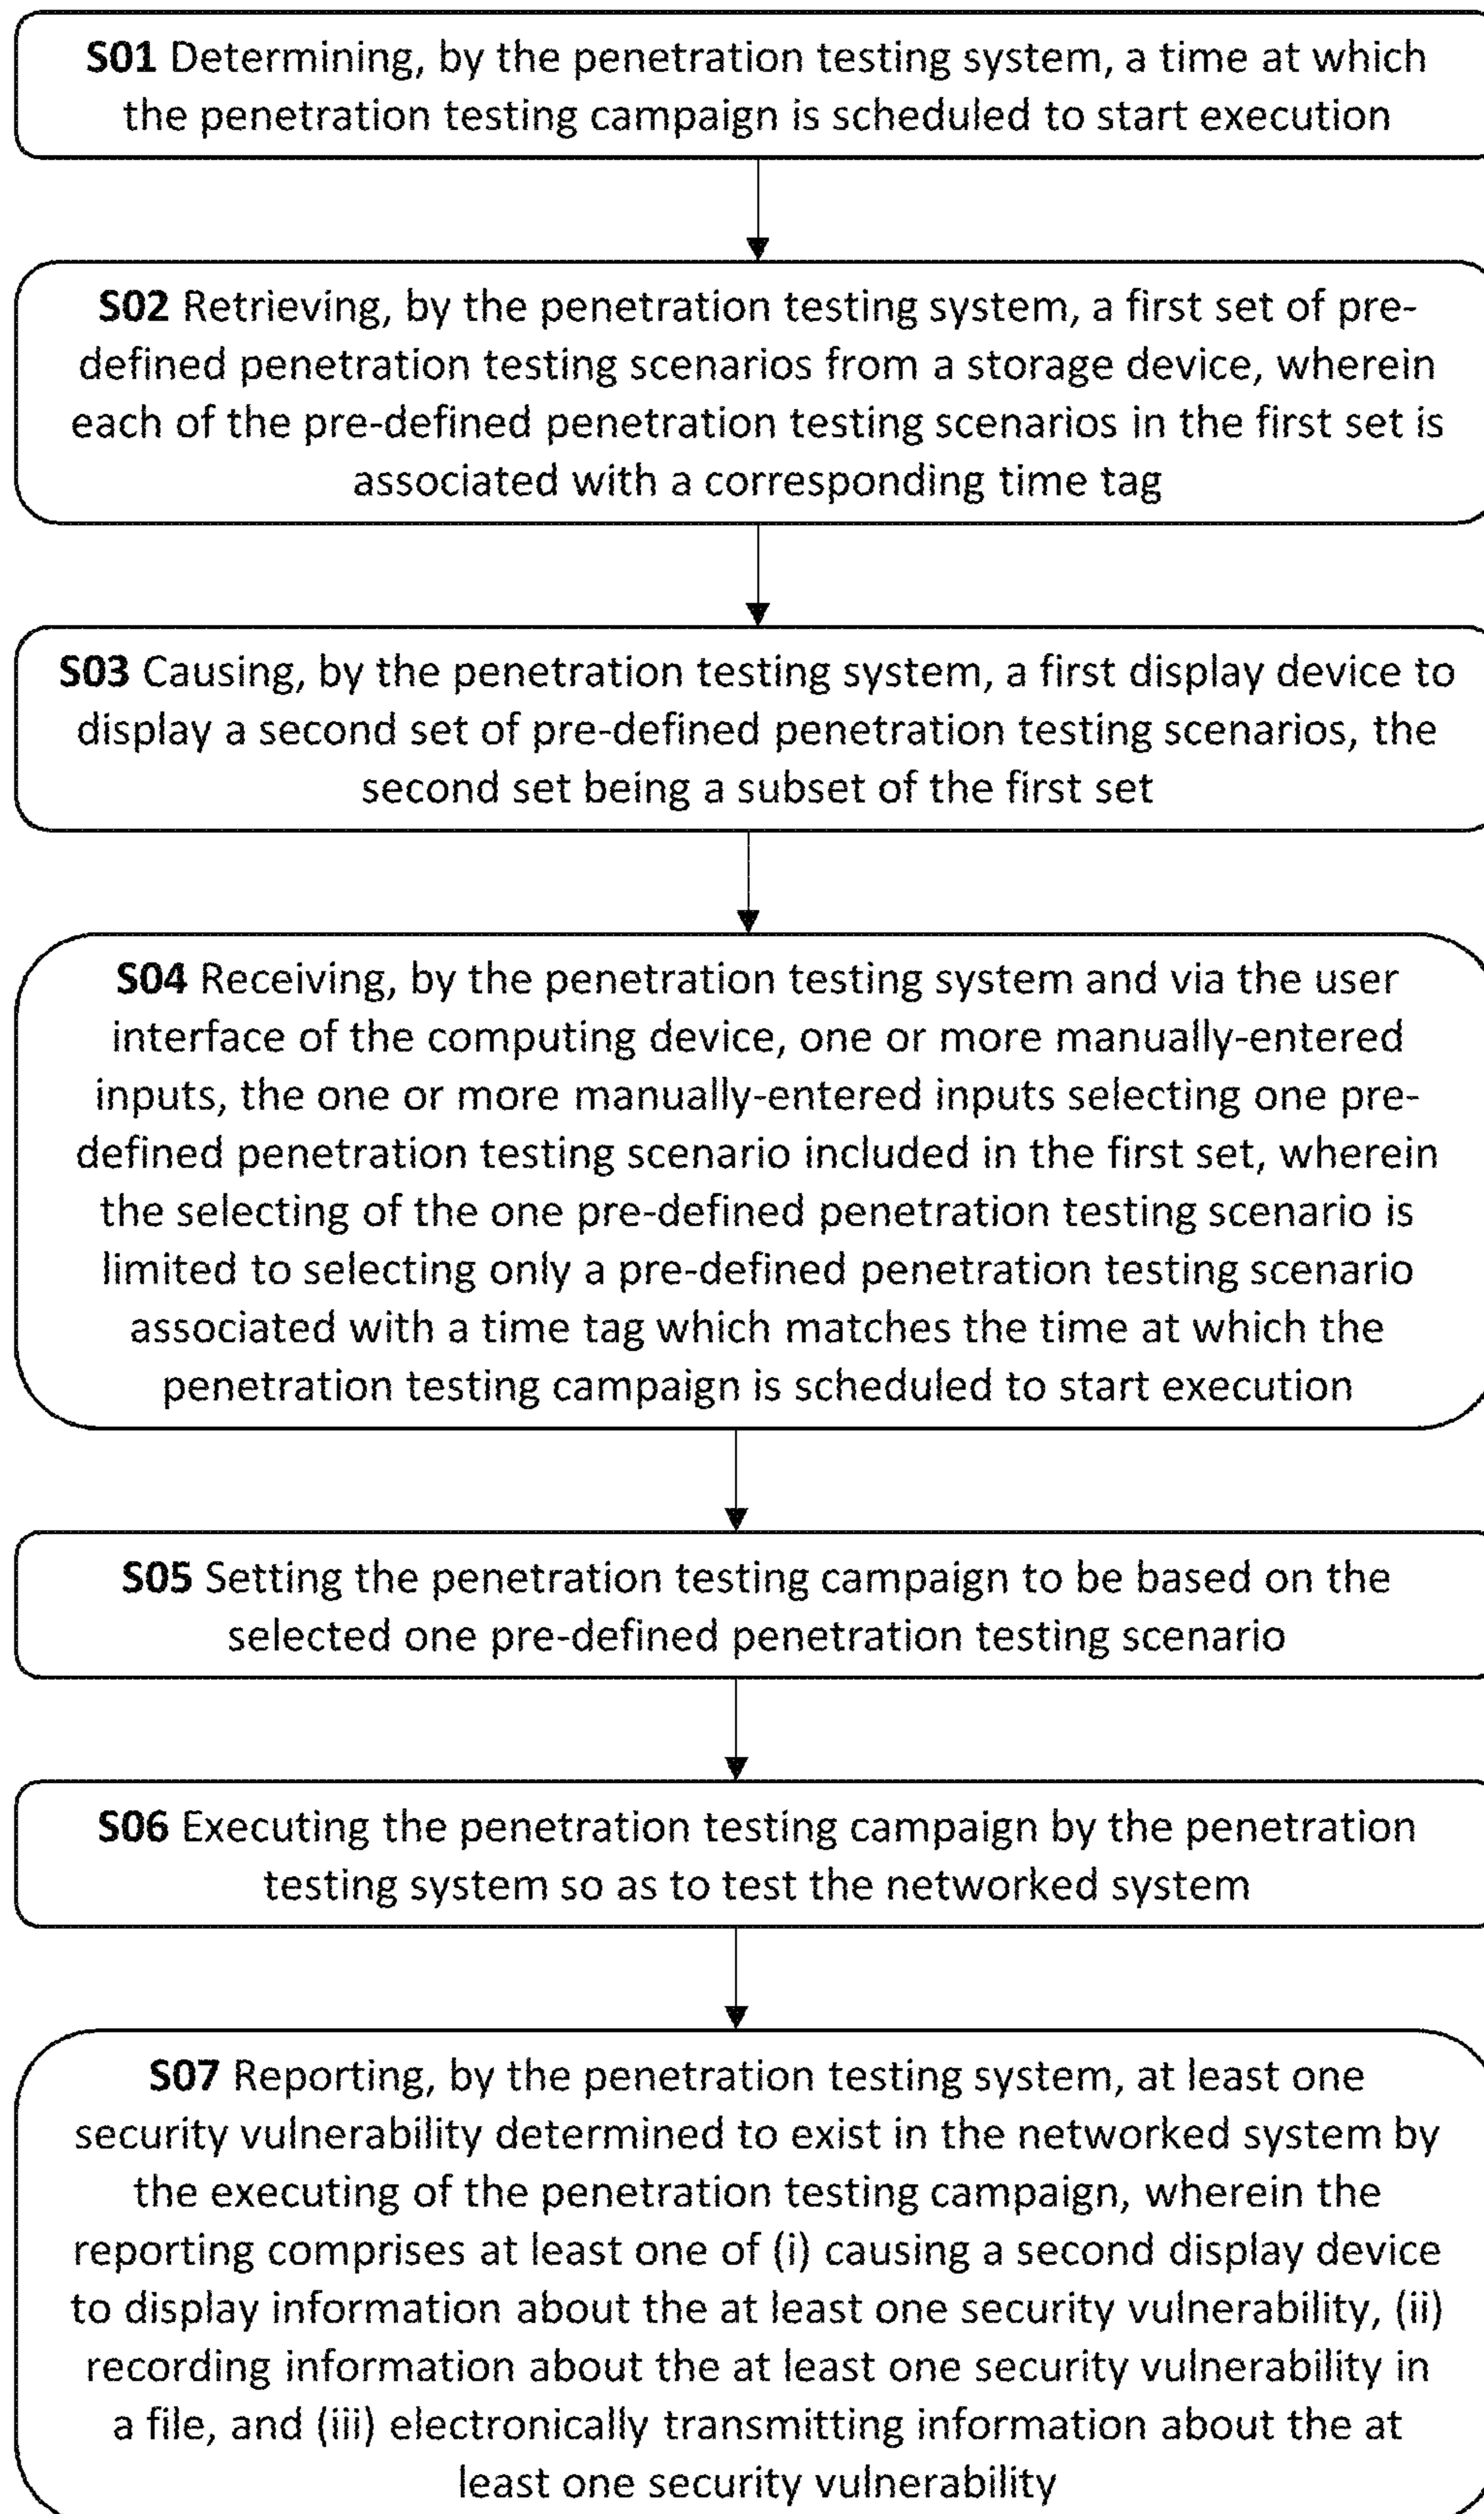 S01 Determining, by the penetration testing system, a time at which
the penetration testing campaign is scheduled to start execution
S02 Retrieving, by the penetration testing system, a first set of pre-
defined penetration testing scenarios from a storage device, wherein
each of the pre-defined penetration testing scenarios in the first set is
associated with a corresponding time tag
S03 Causing, by the penetration testing system, a first display device to
display a second set of pre-defined penetration testing scenarios, the
second set being a subset of the first set
S04 Receiving, by the penetration testing system and via the user
interface of the computing device, one or more manually-entered
inputs, the one or more manually-entered inputs selecting one pre-
defined penetration testing scenario included in the first set, wherein
the selecting of the one pre-defined penetration testing scenario is
limited to selecting only a pre-defined penetration testing scenario
associated with a time tag which matches the time at which the
penetration testing campaign is scheduled to start execution
S05 Setting the penetration testing campaign to be based on the
selected one pre-defined penetration testing scenario
S06 Executing the penetration testing campaign by the penetration
testing system so as to test the networked system
S07 Reporting, by the penetration testing system, at least one
security vulnerability determined to exist in the networked system by
the executing of the penetration testing campaign, wherein the
reporting comprises at least one of (i) causing a second display device
to display information about the at least one security vulnerability, (ii)
recording information about the at least one security vulnerability in
a file, and (iii) electronically transmitting information about the at
least one security vulnerability